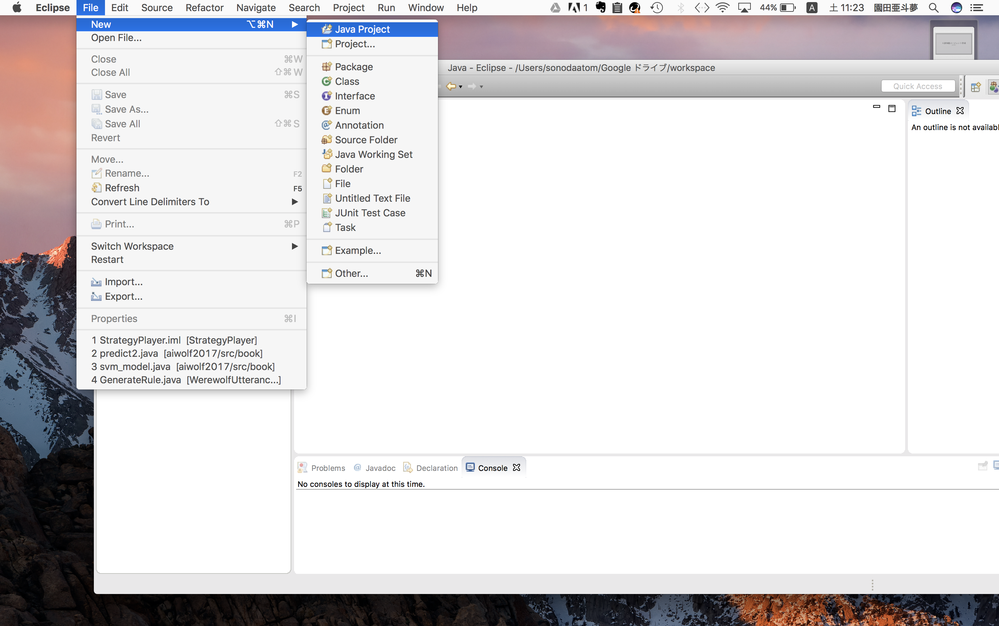 Eclipse File Edit Source Refactor Navigate Search Project Run Window Help 1 44% A 土 11:23 園田亜斗夢
New ⌥⌘N ▶
Open File...
Close ⌘W
Close All ⇧⌘W
Save ⌘S
Save As...
Save All ⇧⌘S
Revert
Move...
Rename... F2
Refresh F5
Convert Line Delimiters To ▶
Print... ⌘P
Switch Workspace ▶
Restart
Import...
Export...
Properties ⌘I
1 StrategyPlayer.iml [StrategyPlayer]
2 predict2.java [aiwolf2017/src/book]
3 svm_model.java [aiwolf2017/src/book]
4 GenerateRule.java [WerewolfUtteranc...]
Java Project
Project...
Package
Class
Interface
Enum
Annotation
Source Folder
Java Working Set
Folder
File
Untitled Text File
JUnit Test Case
Task
Example...
Other... ⌘N
Java - Eclipse - /Users/sonodaatom/Google ドライブ/workspace
Quick Access
Outline
An outline is not availabl
Problems Javadoc Declaration Console
No consoles to display at this time.